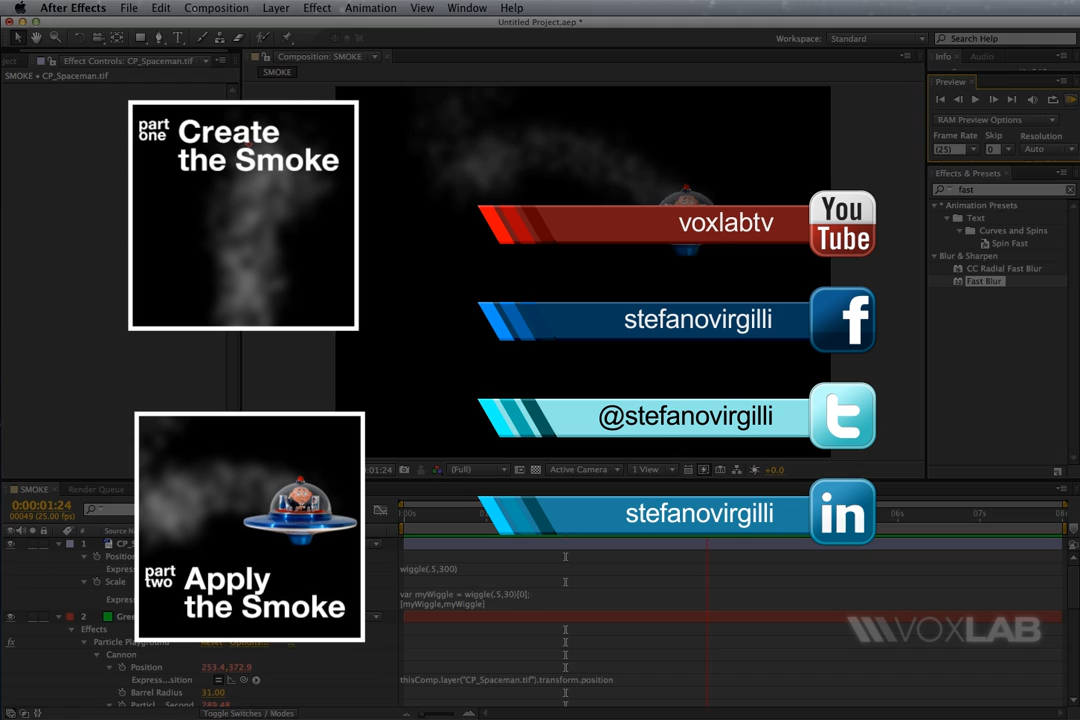 After Effects File Edit Composition Layer Effect Animation View Window Help
Untitled Project.aep *
Workspace: Standard
Search Help
Effect Controls: CP_Spaceman.tif
SMOKE • CP_Spaceman.tif
Composition: SMOKE
SMOKE
Info Audio
Preview
RAM Preview Options
Frame Rate Skip Resolution
(25) 0 Auto
Effects & Presets
fast
* Animation Presets
Text
Curves and Spins
Spin Fast
Blur & Sharpen
CC Radial Fast Blur
Fast Blur
part one
Create
the Smoke
voxlabtv
You
Tube
stefanovirgilli
f
@stefanovirgilli
t
stefanovirgilli
in
part two
Apply
the Smoke
VOXLAB
(Full) Active Camera 1 View +0.0
SMOKE Render Queue
0:00:01:24
00049 (25.00 fps)
06s 07s
1
Position
wiggle(.5,300)
Scale
var myWiggle = wiggle(.5,30)[0];
[myWiggle,myWiggle]
2
Effects
Particle Playground
Cannon
Position 253.4,372.9
Express...sition
thisComp.layer("CP_Spaceman.tif").transform.position
Barrel Radius 31.00
Toggle Switches / Modes